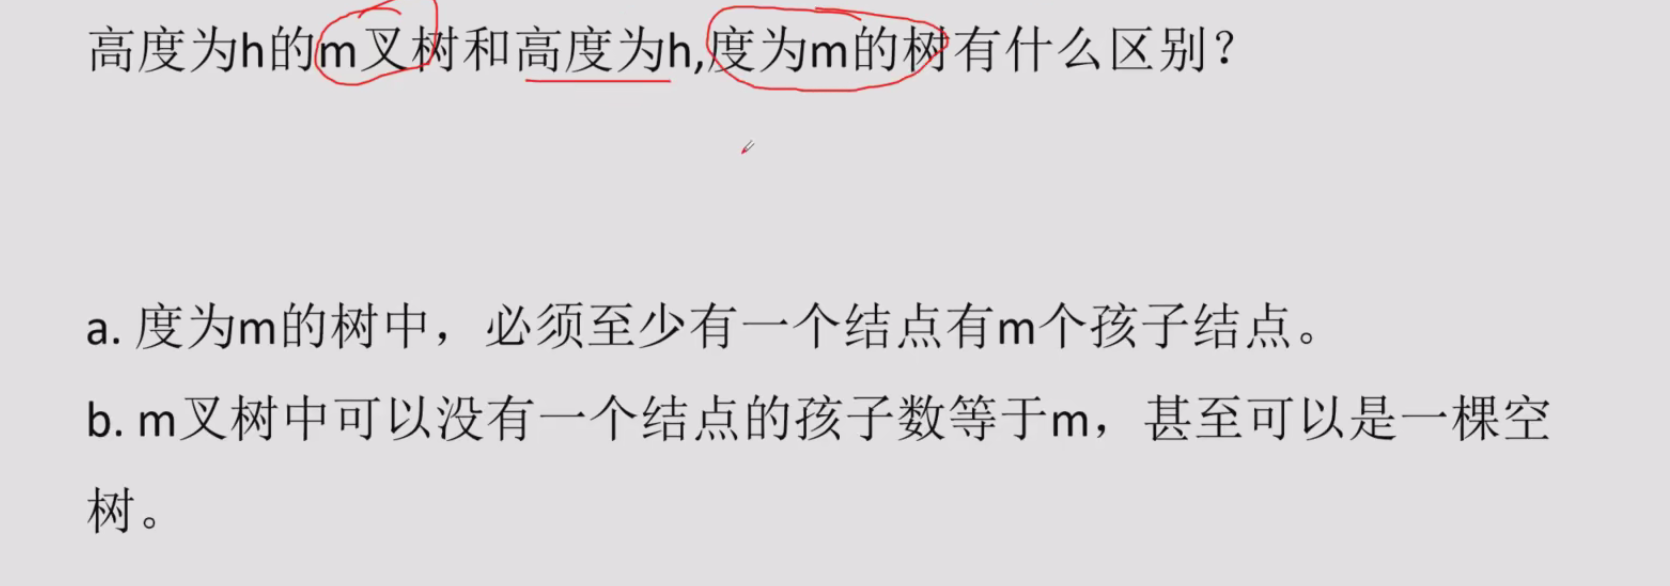 高度为h的m叉树和高度为h,度为m的树有什么区别？
a. 度为m的树中，必须至少有一个结点有m个孩子结点。
b. m叉树中可以没有一个结点的孩子数等于m，甚至可以是一棵空
树。